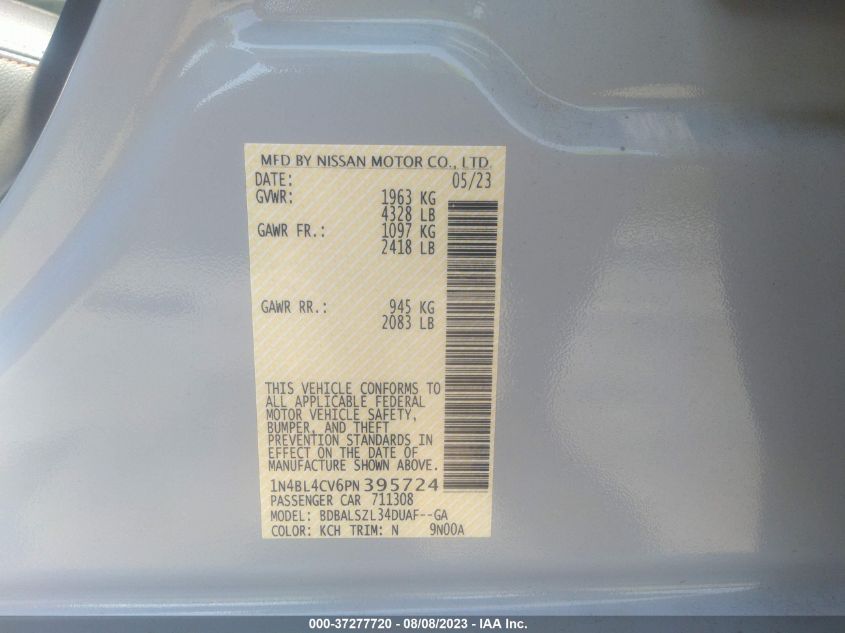 MFD BY NISSAN MOTOR CO., LTD.
DATE: 05/23
GVWR: 1963 KG
4328 LB
GAWR FR.: 1097 KG
2418 LB
GAWR RR.: 945 KG
2083 LB
THIS VEHICLE CONFORMS TO
ALL APPLICABLE FEDERAL
MOTOR VEHICLE SAFETY,
BUMPER, AND THEFT
PREVENTION STANDARDS IN
EFFECT ON THE DATE OF
MANUFACTURE SHOWN ABOVE.
1N4BL4CV6PN395724
PASSENGER CAR 711308
MODEL: BDBALSZL34DUAF--GA
COLOR: KCH TRIM: N 9N00A
000-37277720 - 08/08/2023 - IAA Inc.